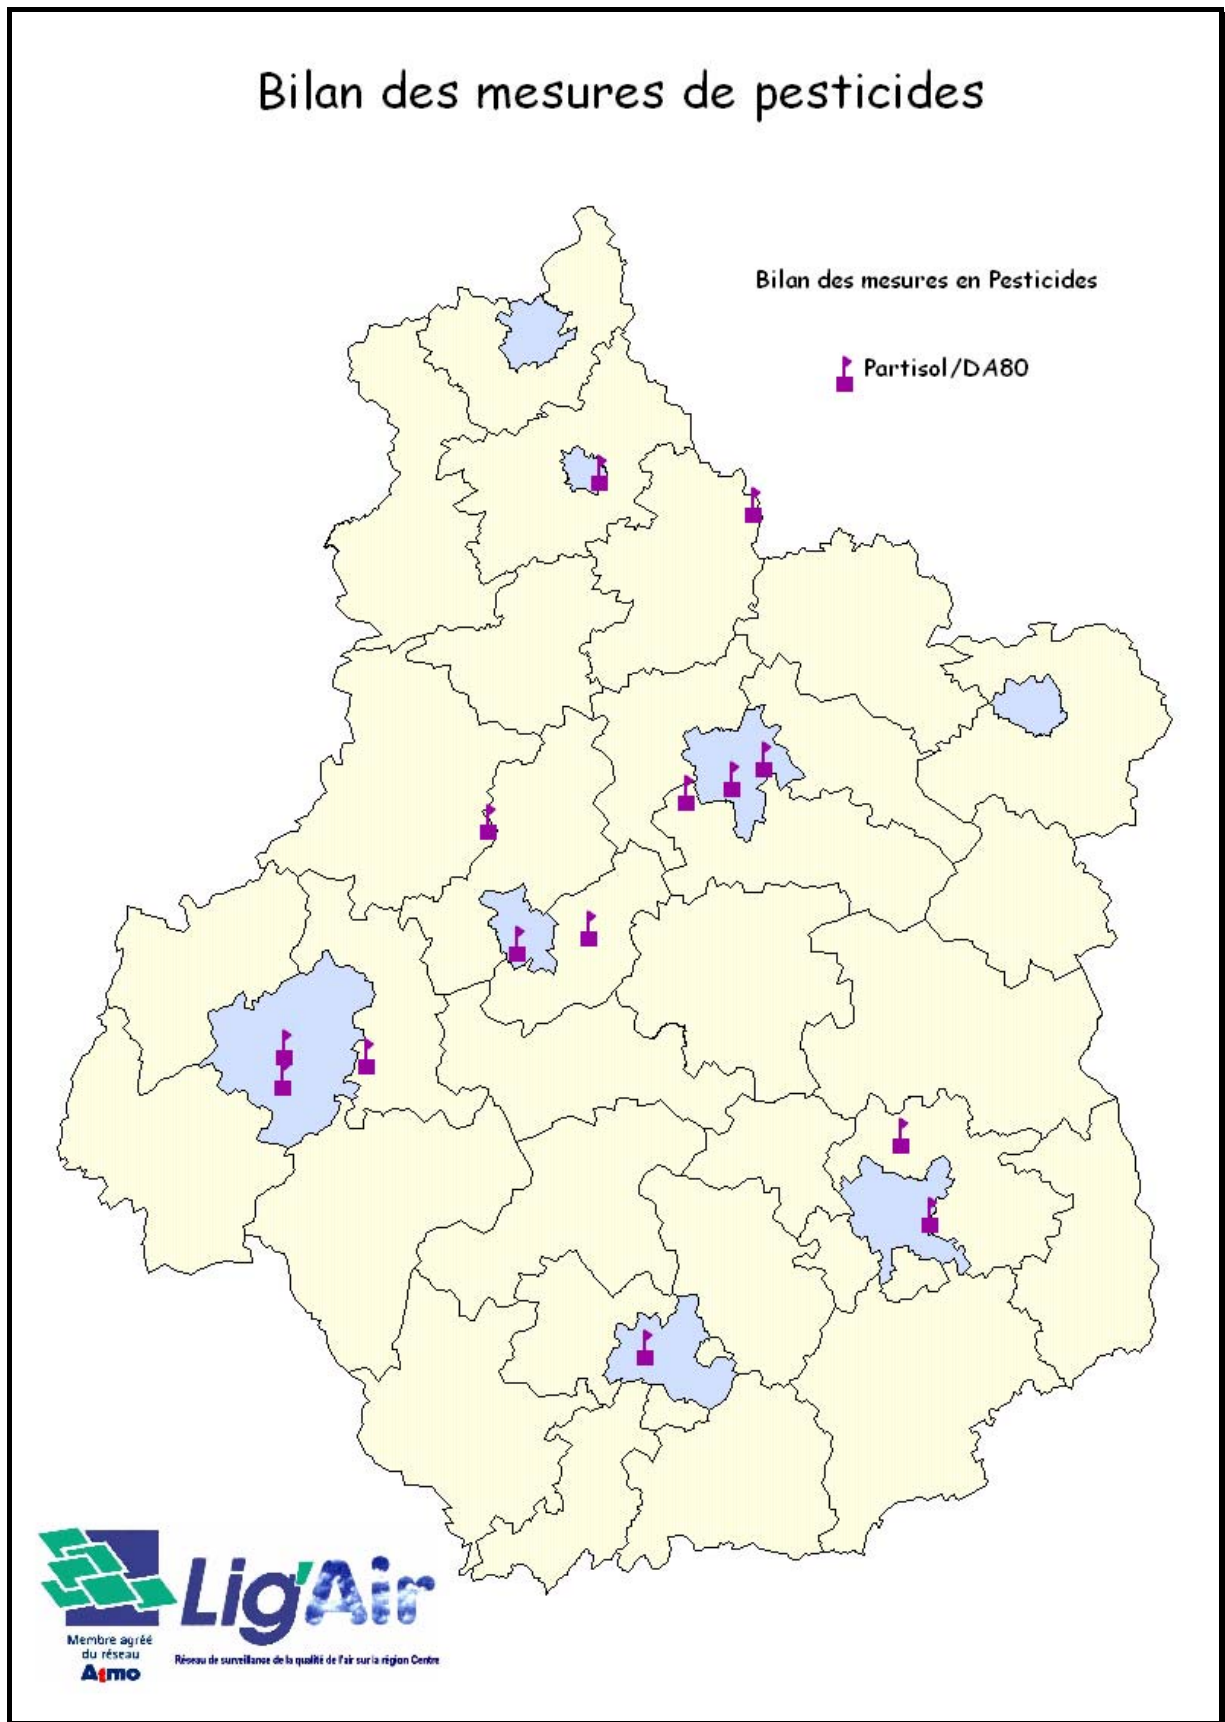 Bilan des mesures de pesticides
Bilan des mesures en Pesticides
Partisol/DA80
Lig'Air
Membre agréé
du réseau
Atmo
Réseau de surveillance de la qualité de l'air sur la région Centre